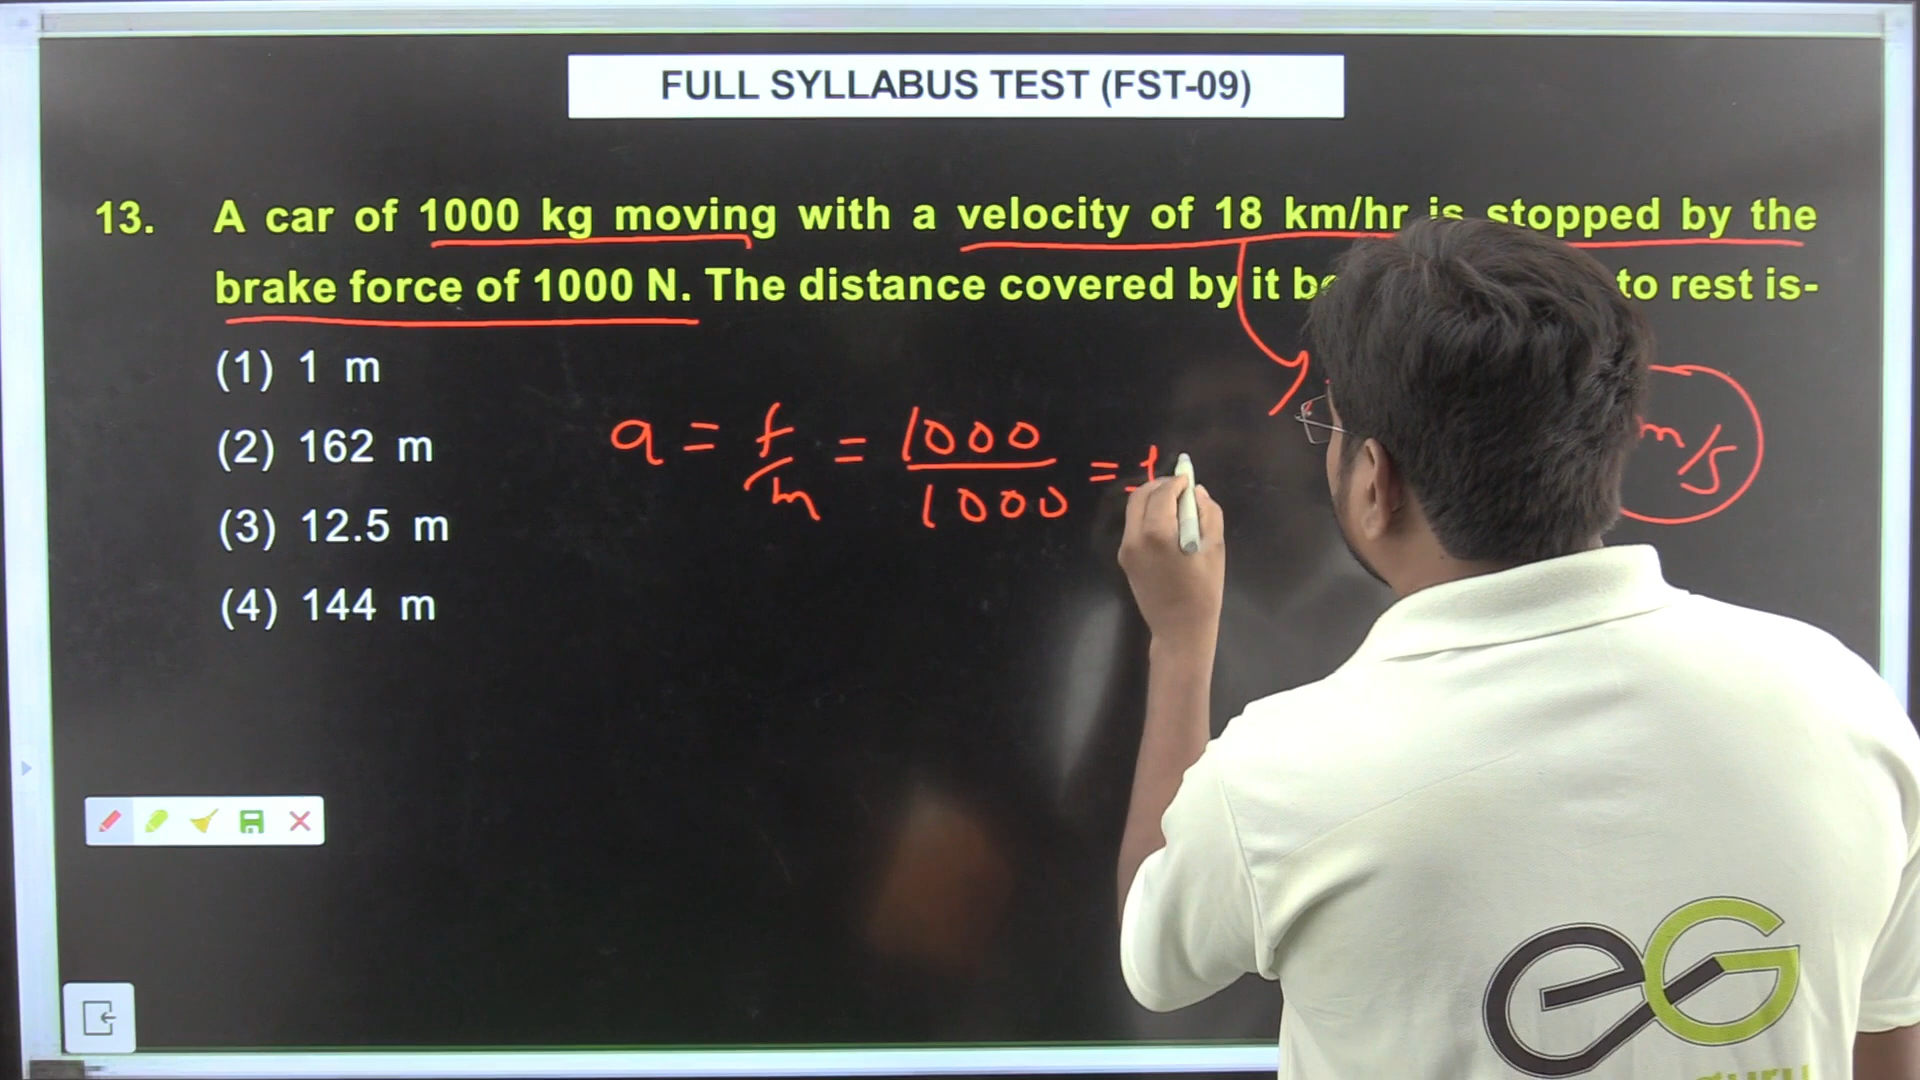 FULL SYLLABUS TEST (FST-09)
13. A car of 1000 kg moving with a velocity of 18 km/hr is stopped by the
brake force of 1000 N. The distance covered by it to rest is-
(1) 1 m
(2) 162 m
(3) 12.5 m
(4) 144 m
a = f/m = 1000/1000 = 1
m/s
eG